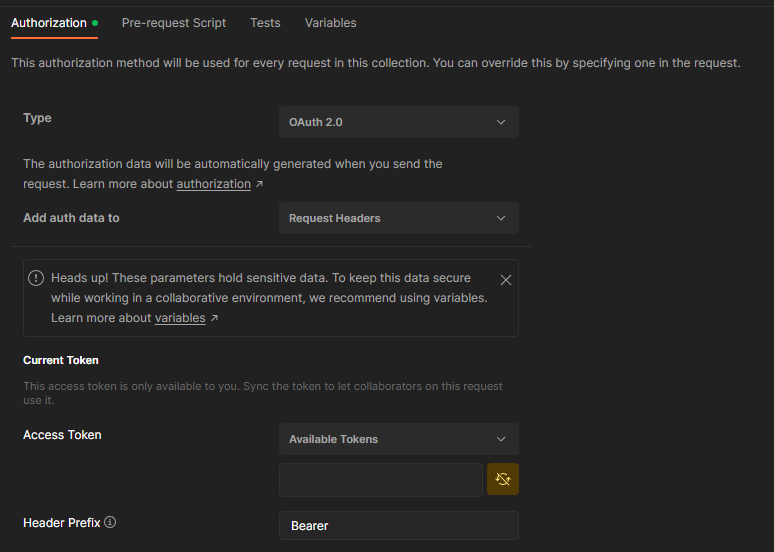 Authorization Pre-request Script Tests Variables
This authorization method will be used for every request in this collection. You can override this by specifying one in the request.
Type OAuth 2.0
The authorization data will be automatically generated when you send the
request. Learn more about authorization ↗
Add auth data to Request Headers
Heads up! These parameters hold sensitive data. To keep this data secure
while working in a collaborative environment, we recommend using variables.
Learn more about variables ↗
Current Token
This access token is only available to you. Sync the token to let collaborators on this request
use it.
Access Token Available Tokens
Header Prefix Bearer